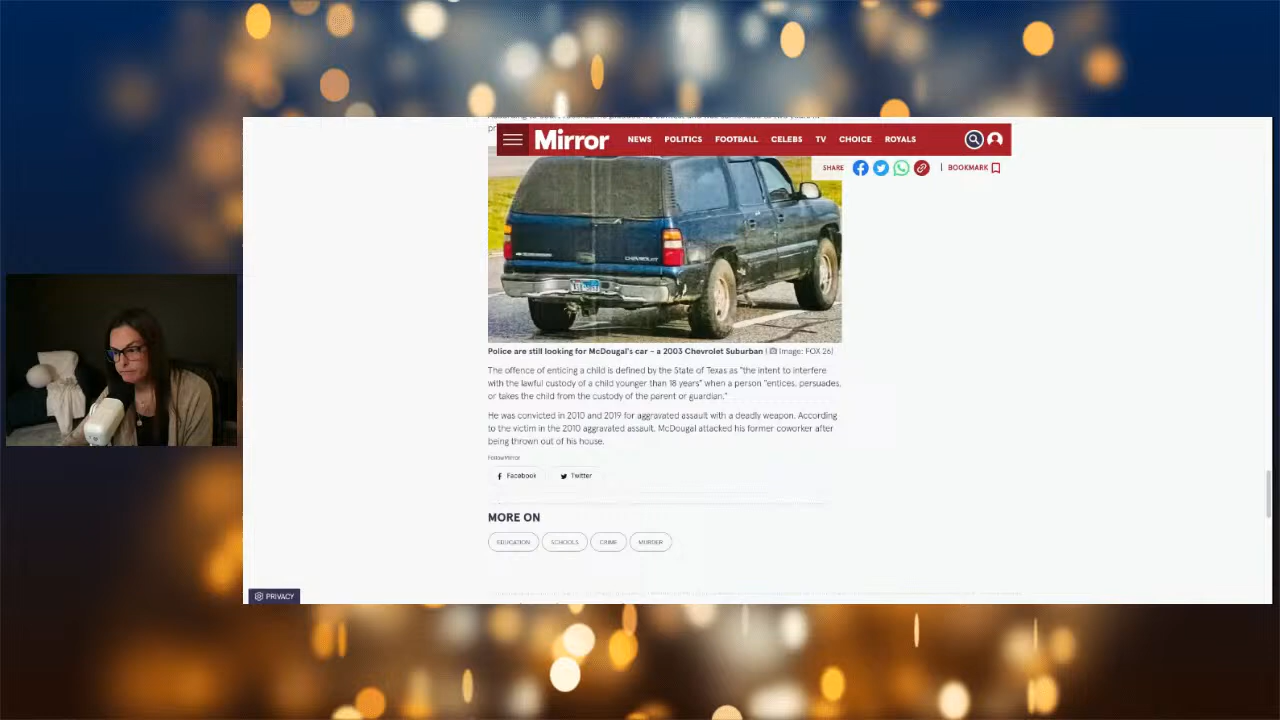 Mirror NEWS POLITICS FOOTBALL CELEBS TV CHOICE ROYALS
SHARE | BOOKMARK
CHEVROLET
Police are still looking for McDougal's car - a 2003 Chevrolet Suburban ( Image: FOX 26)
The offence of enticing a child is defined by the State of Texas as "the intent to interfere
with the lawful custody of a child younger than 18 years" when a person "entices, persuades,
or takes the child from the custody of the parent or guardian."
He was convicted in 2010 and 2019 for aggravated assault with a deadly weapon. According
to the victim in the 2010 aggravated assault, McDougal attacked his former coworker after
being thrown out of his house.
Follow Mirror
Facebook Twitter
MORE ON
EDUCATION SCHOOLS CRIME MURDER
PRIVACY